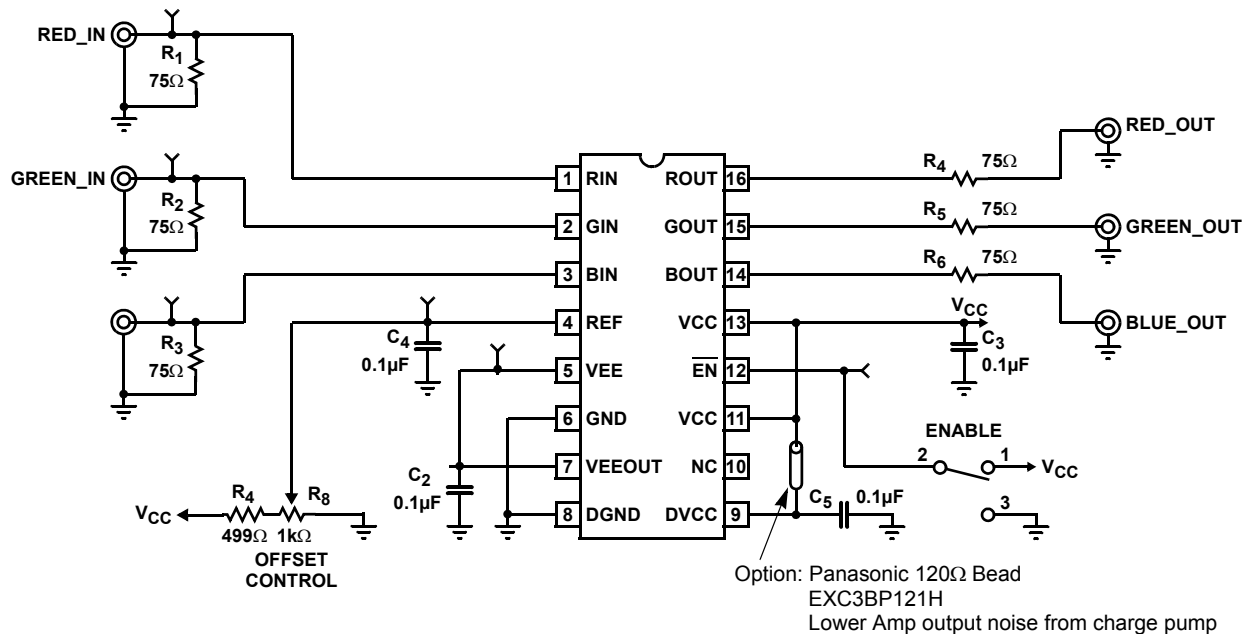 RED_IN
R1
75Ω
GREEN_IN
R2
75Ω
R3
75Ω
C4
0.1µF
C2
0.1µF
VCC
R4
499Ω
R8
1kΩ
OFFSET
CONTROL
1 RIN ROUT 16
2 GIN GOUT 15
3 BIN BOUT 14
4 REF VCC 13
5 VEE EN 12
6 GND VCC 11
7 VEEOUT NC 10
8 DGND DVCC 9
R4 75Ω
RED_OUT
R5 75Ω
GREEN_OUT
R6 75Ω
BLUE_OUT
VCC
C3
0.1µF
ENABLE
2 1
VCC
3
C5 0.1µF
Option: Panasonic 120Ω Bead
EXC3BP121H
Lower Amp output noise from charge pump